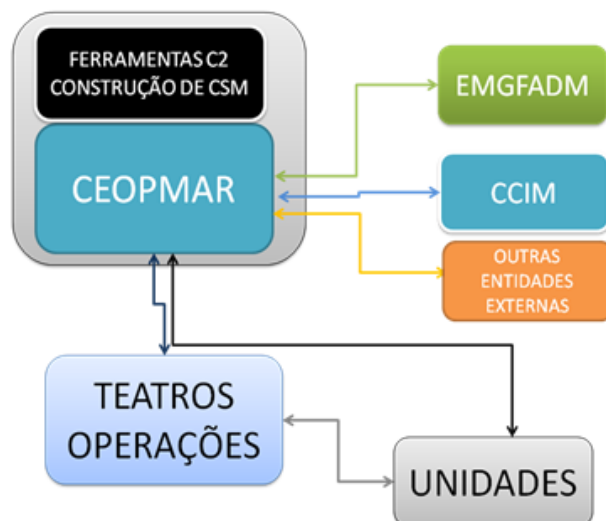 FERRAMENTAS C2
CONSTRUÇÃO DE CSM
CEOPMAR
EMGFADM
CCIM
OUTRAS
ENTIDADES
EXTERNAS
TEATROS
OPERAÇÕES
UNIDADES